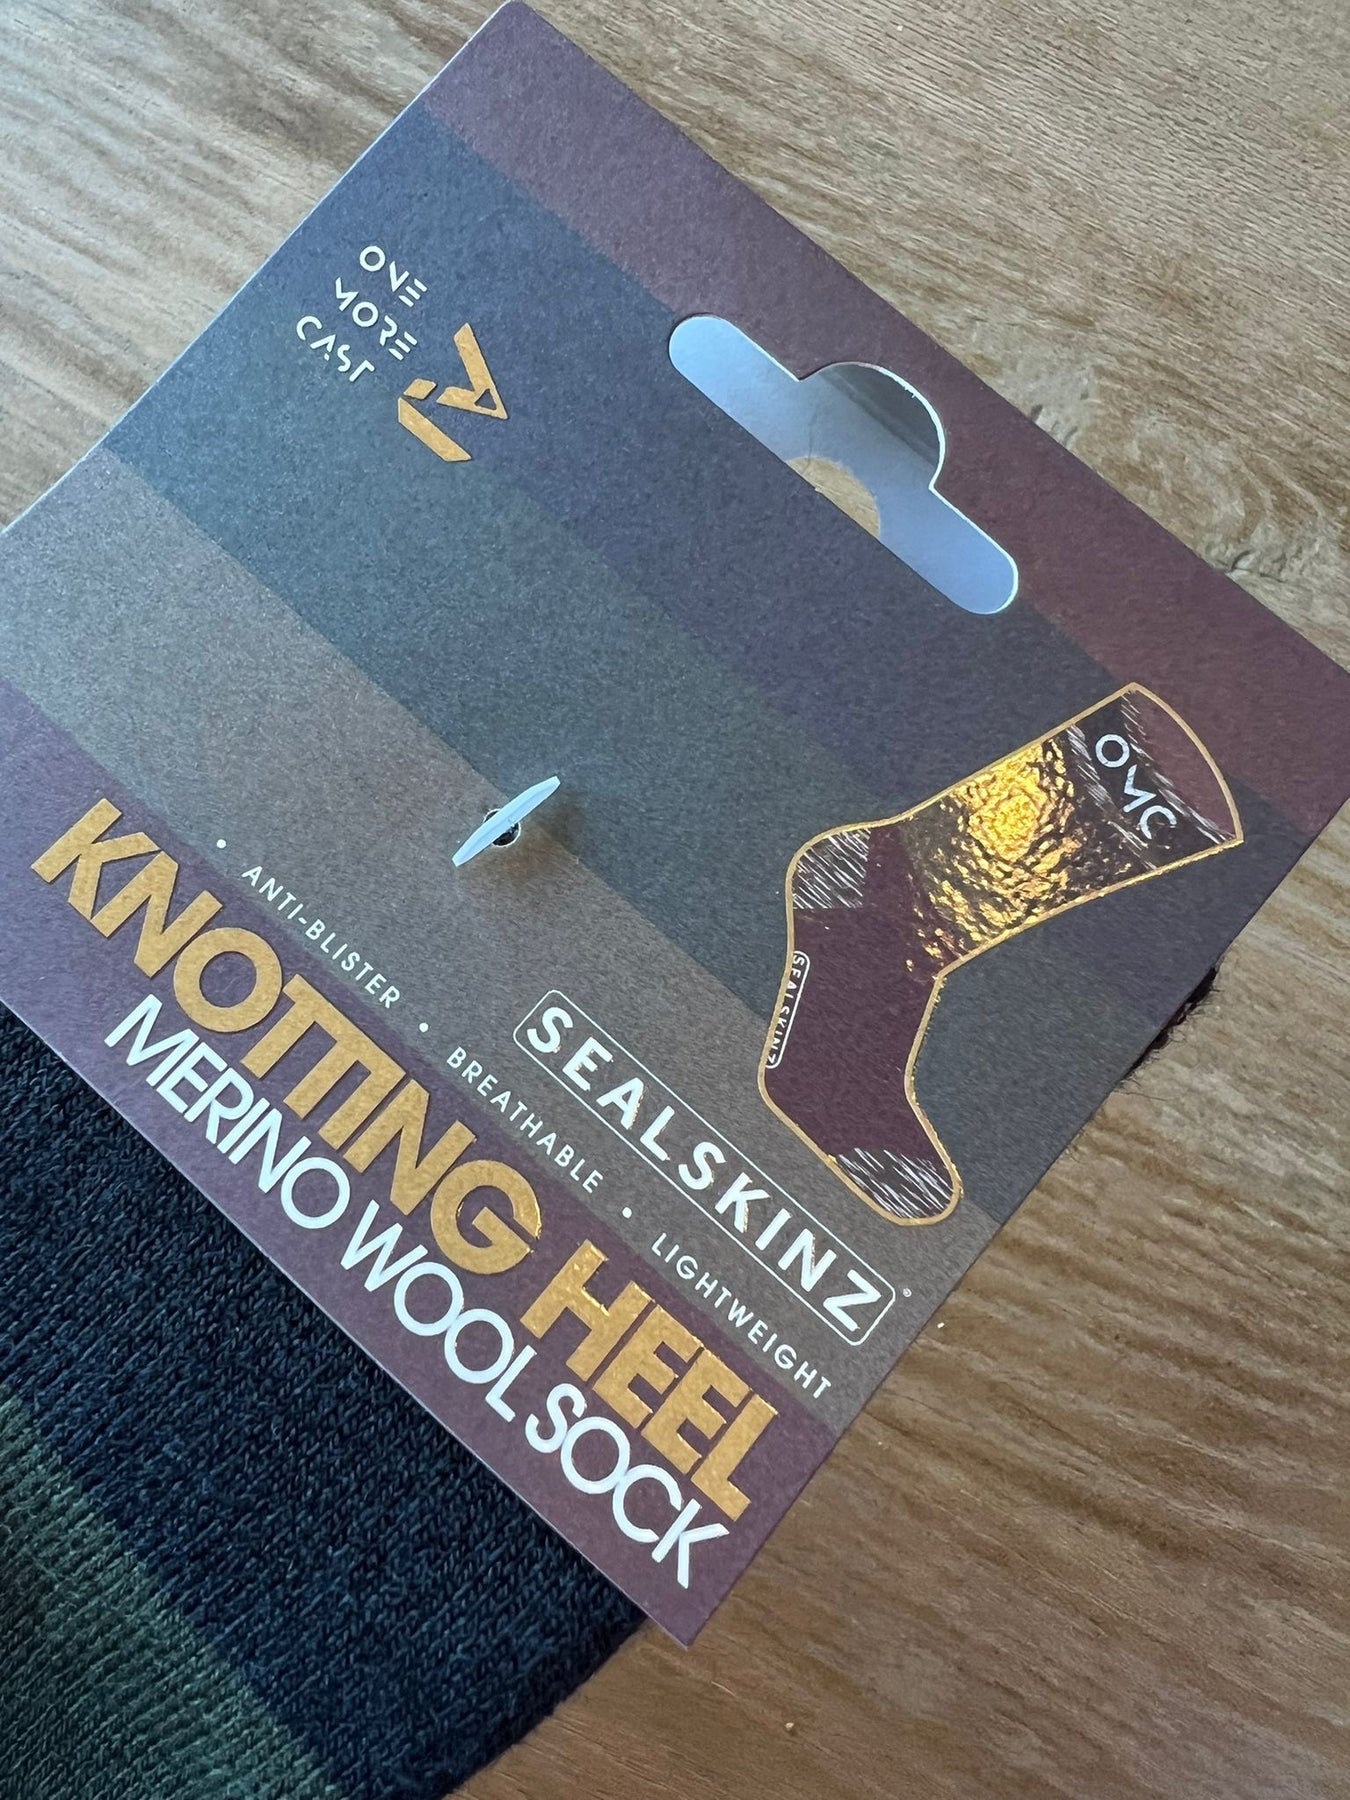 ONE
MORE
CAST
OMC
SEALSKINZ
SEALSKINZ®
• ANTI-BLISTER • BREATHABLE • LIGHTWEIGHT
KNOTTING HEEL
MERINO WOOL SOCK